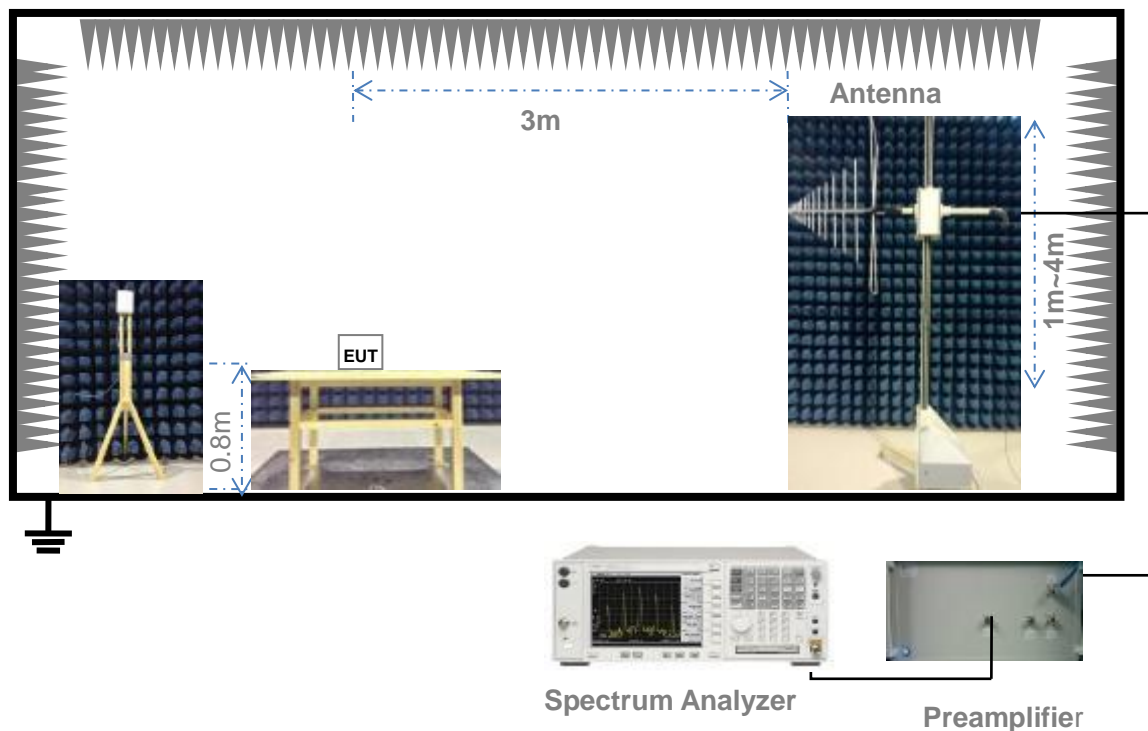 Antenna
3m
1m~4m
EUT
0.8m
Spectrum Analyzer
Preamplifier